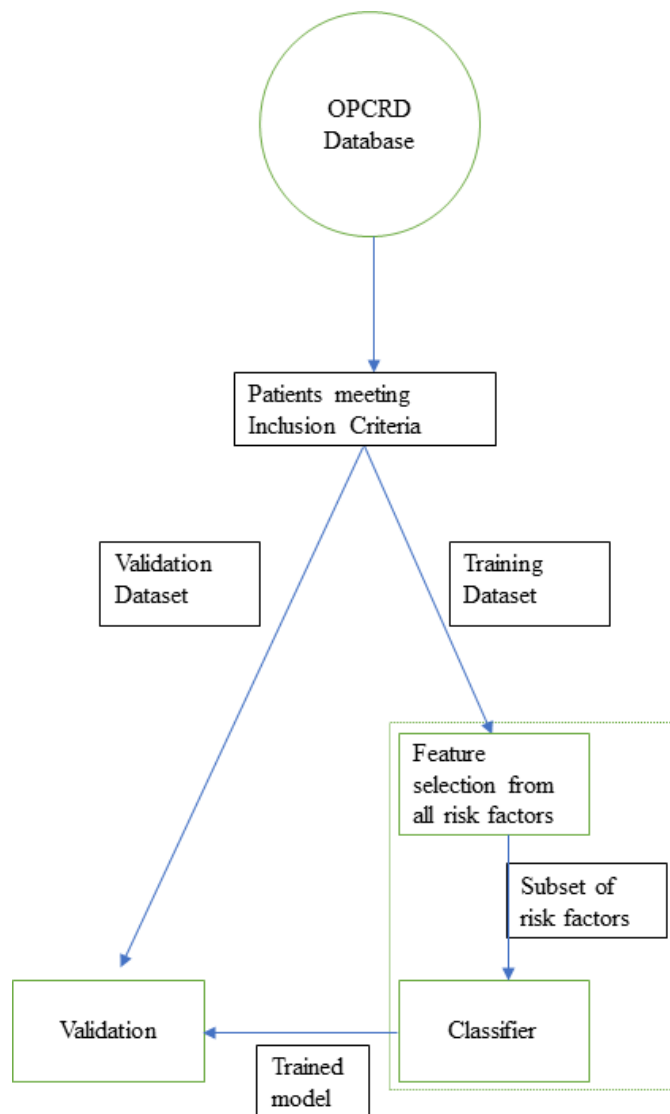 OPCRD
Database
Patients meeting
Inclusion Criteria
Validation
Dataset
Training
Dataset
Feature
selection from
all risk factors
Subset of
risk factors
Validation
Classifier
Trained
model